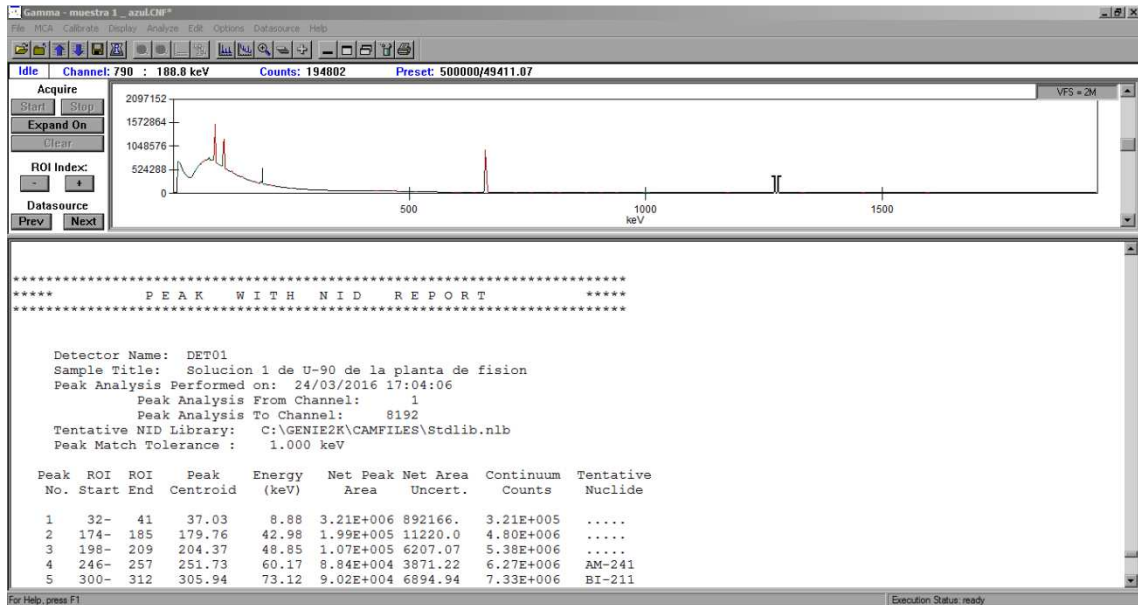 Gamma - muestra 1 _ azul.CNF*
File MCA Calibrate Display Analyze Edit Options Datasource Help
Idle Channel: 790 : 188.8 keV Counts: 194802 Preset: 500000/49411.07
Acquire
Start Stop
Expand On
Clear
ROI Index:
- +
Datasource
Prev Next
VFS = 2M
2097152
1572864
1048576
524288
0
500 1000 1500
keV
*****************************************************************************
***** P E A K W I T H N I D R E P O R T *****
*****************************************************************************
Detector Name: DET01
Sample Title: Solucion 1 de U-90 de la planta de fision
Peak Analysis Performed on: 24/03/2016 17:04:06
Peak Analysis From Channel: 1
Peak Analysis To Channel: 8192
Tentative NID Library: C:\GENIE2K\CAMFILES\Stdlib.nlb
Peak Match Tolerance : 1.000 keV
Peak ROI ROI Peak Energy Net Peak Net Area Continuum Tentative
No. Start End Centroid (keV) Area Uncert. Counts Nuclide
1 32- 41 37.03 8.88 3.21E+006 892166. 3.21E+005 .....
2 174- 185 179.76 42.98 1.99E+005 11220.0 4.80E+006 .....
3 198- 209 204.37 48.85 1.07E+005 6207.07 5.38E+006 .....
4 246- 257 251.73 60.17 8.84E+004 3871.22 6.27E+006 AM-241
5 300- 312 305.94 73.12 9.02E+004 6894.94 7.33E+006 BI-211
For Help, press F1 Execution Status: ready